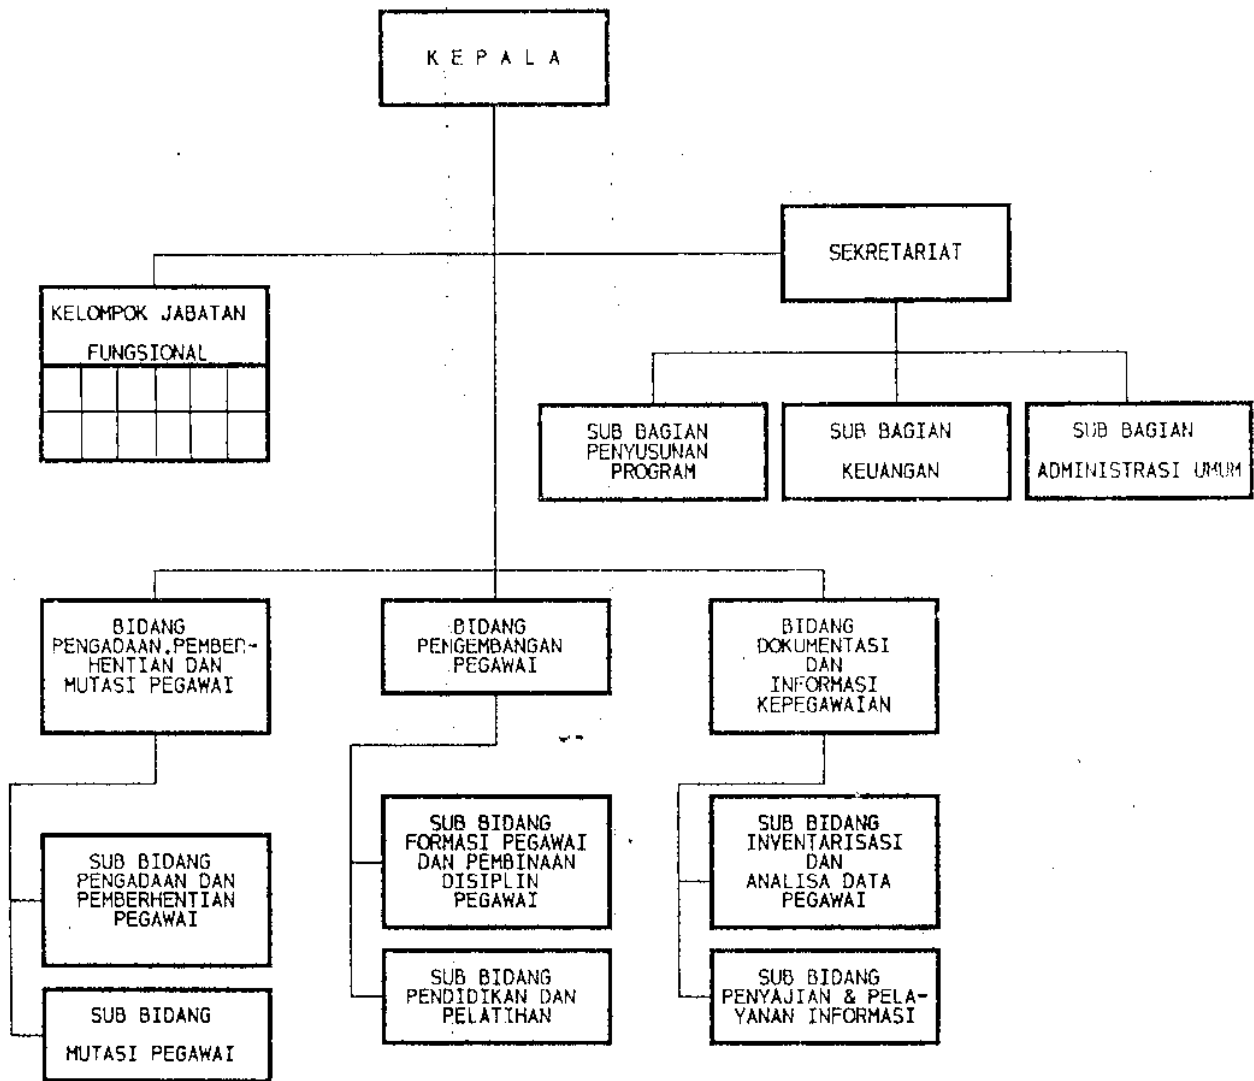 K E P A L A
SEKRETARIAT
KELOMPOK JABATAN
FUNGSIONAL
SUB BAGIAN
PENYUSUNAN
PROGRAM
SUB BAGIAN
KEUANGAN
SUB BAGIAN
ADMINISTRASI UMUM
BIDANG
PENGADAAN,PEMBER-
HENTIAN DAN
MUTASI PEGAWAI
BIDANG
PENGEMBANGAN
PEGAWAI
BIDANG
DOKUMENTASI
DAN
INFORMASI
KEPEGAWAIAN
SUB BIDANG
PENGADAAN DAN
PEMBERHENTIAN
PEGAWAI
SUB BIDANG
MUTASI PEGAWAI
SUB BIDANG
FORMASI PEGAWAI
DAN PEMBINAAN
DISIPLIN
PEGAWAI
SUB BIDANG
PENDIDIKAN DAN
PELATIHAN
SUB BIDANG
INVENTARISASI
DAN
ANALISA DATA
PEGAWAI
SUB BIDANG
PENYAJIAN & PELA-
YANAN INFORMASI